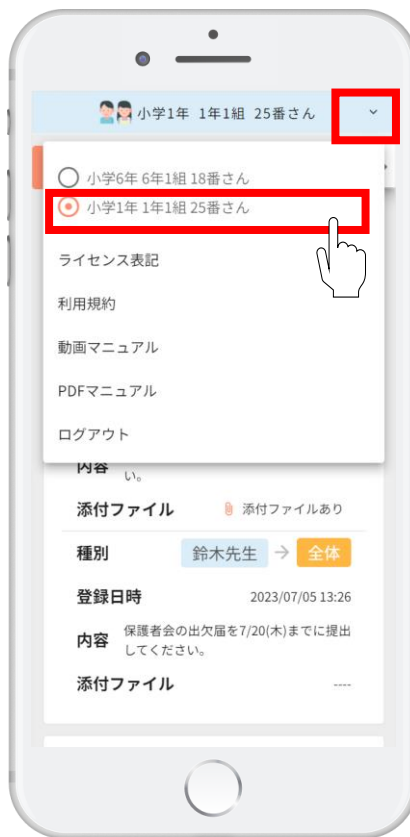 小学1年 1年1組 25番さん
小学6年 6年1組 18番さん
小学1年 1年1組 25番さん
ライセンス表記
利用規約
動画マニュアル
PDFマニュアル
ログアウト
内容
い。
添付ファイル 添付ファイルあり
種別 鈴木先生 → 全体
登録日時 2023/07/05 13:26
内容 保護者会の出欠届を7/20(木)までに提出
してください。
添付ファイル ----